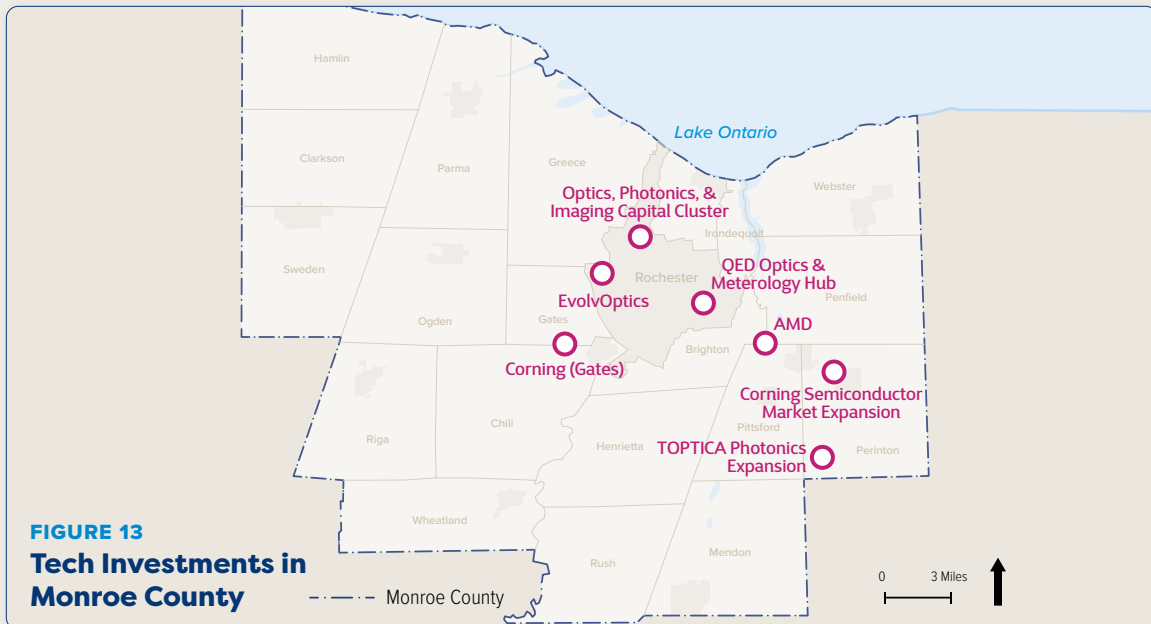 Hamlin
Lake Ontario
Clarkson
Parma
Greece
Webster
Optics, Photonics, &
Imaging Capital Cluster
Irondequoit
Sweden
Rochester
QED Optics &
Meterology Hub
EvolvOptics
Penfield
Ogden
Gates
AMD
Brighton
Corning (Gates)
Corning Semiconductor
Market Expansion
Chili
Pittsford
Riga
Henrietta
TOPTICA Photonics
Expansion
Perinton
Wheatland
FIGURE 13
Tech Investments in
Monroe County
Monroe County
Rush
Mendon
0 3 Miles